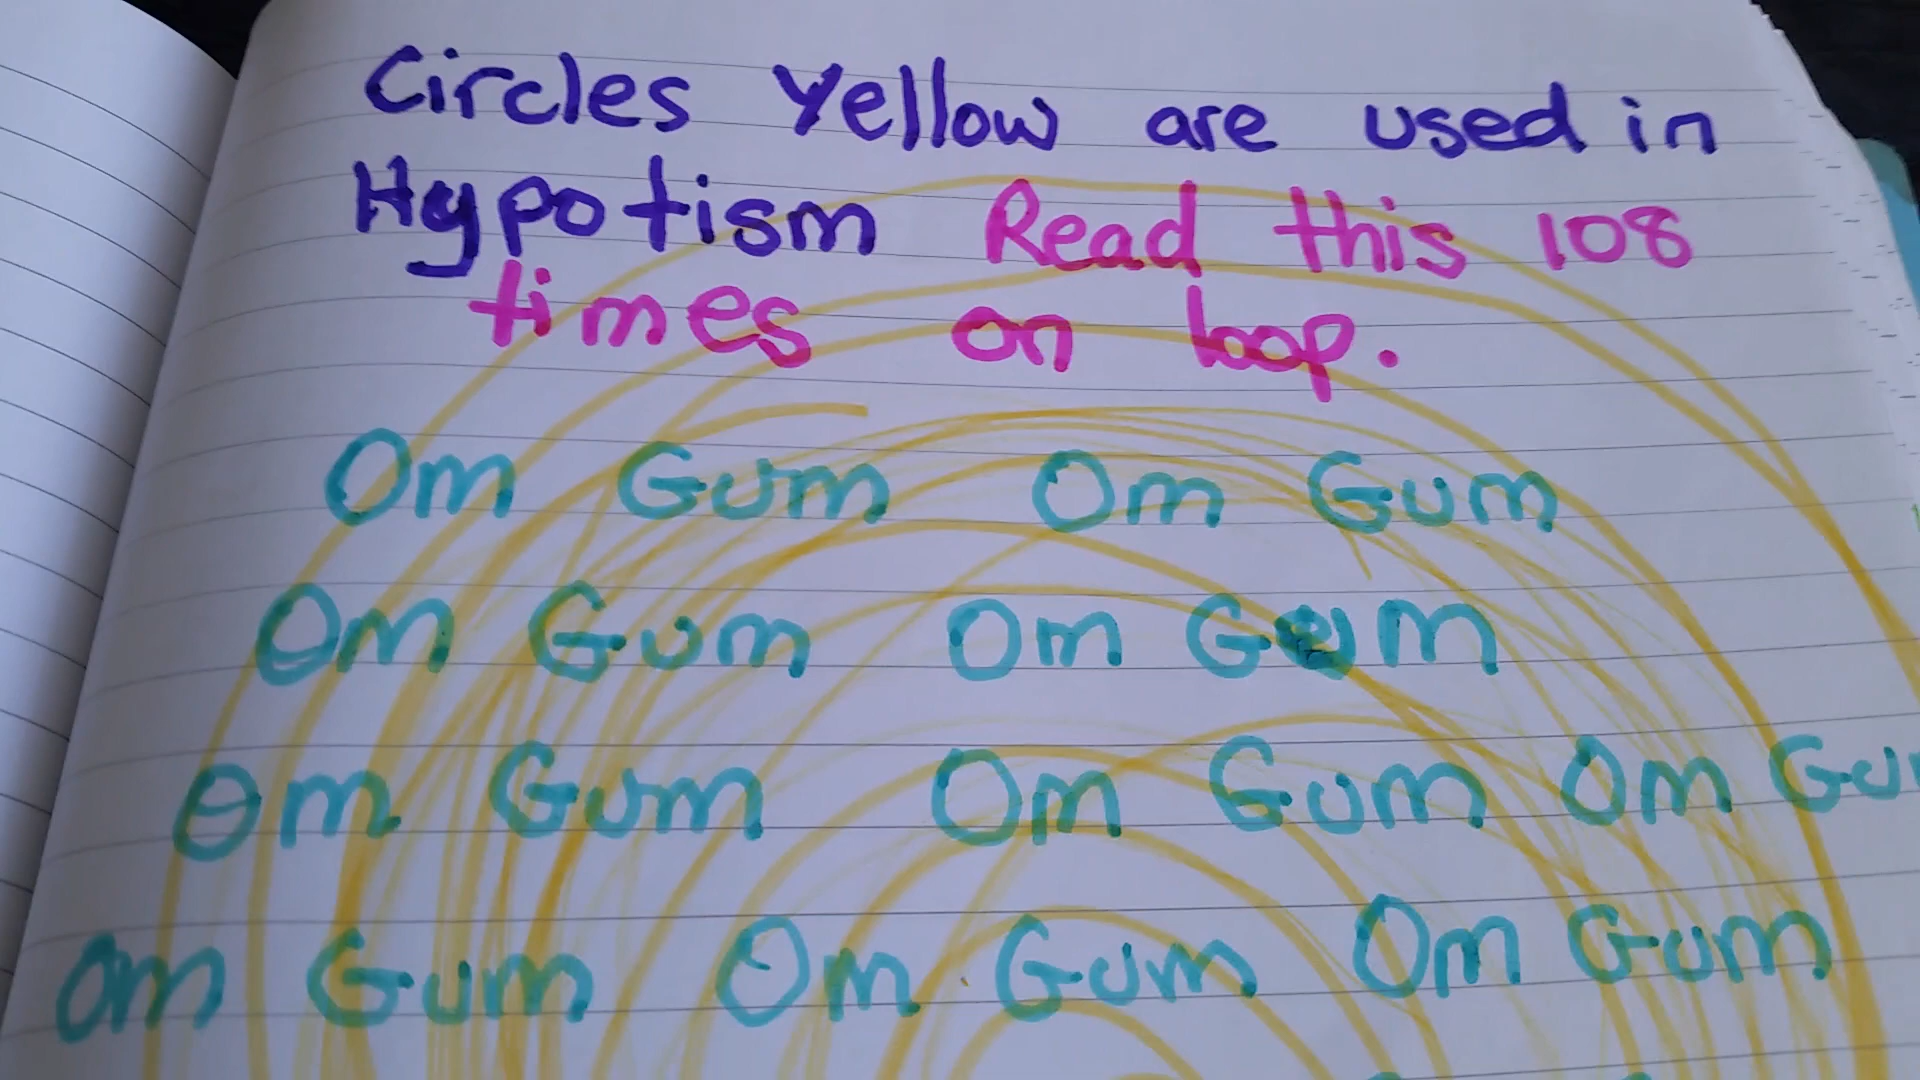 Circles Yellow are used in
Hypotism Read this 108
times on loop.
Om Gum Om Gum
Om Gum Om Gum
Om Gum Om Gum Om Gum
Om Gum Om Gum Om Gum